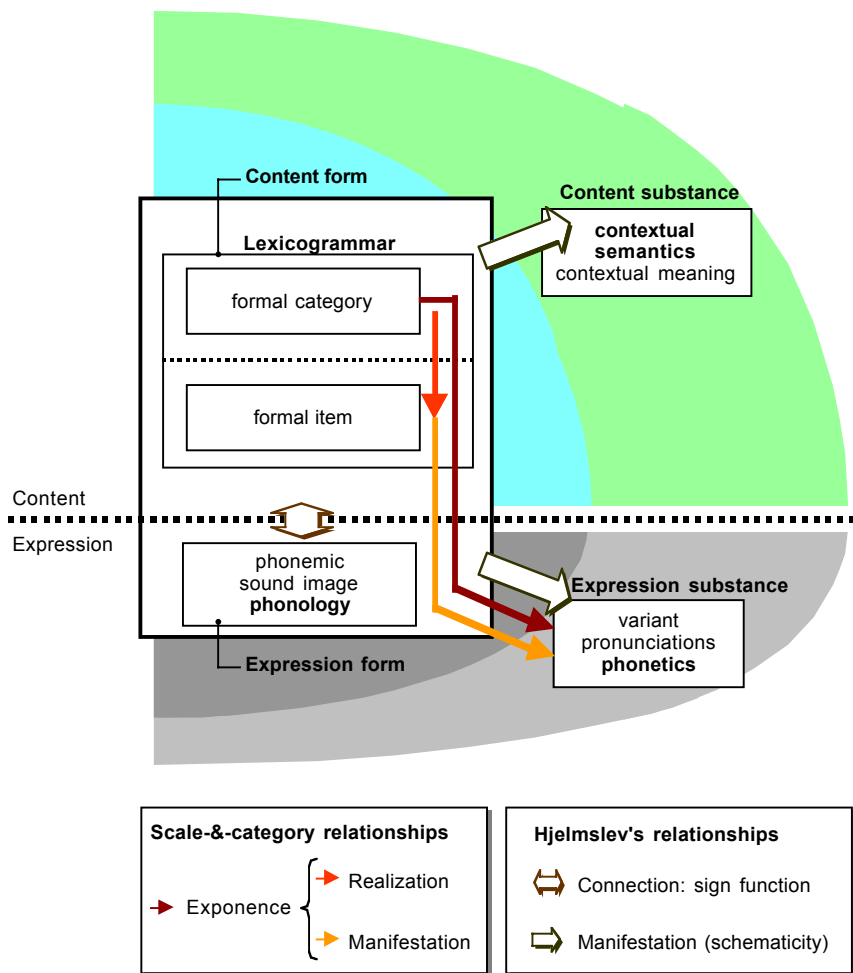 Content form
Content substance
contextual
semantics
contextual meaning
Lexicogrammar
formal category
formal item
Content
Expression
phonemic
sound image
phonology
Expression substance
variant
pronunciations
phonetics
Expression form
Scale-&-category relationships
Realization
Exponence
Manifestation
Hjelmslev's relationships
Connection: sign function
Manifestation (schematicity)